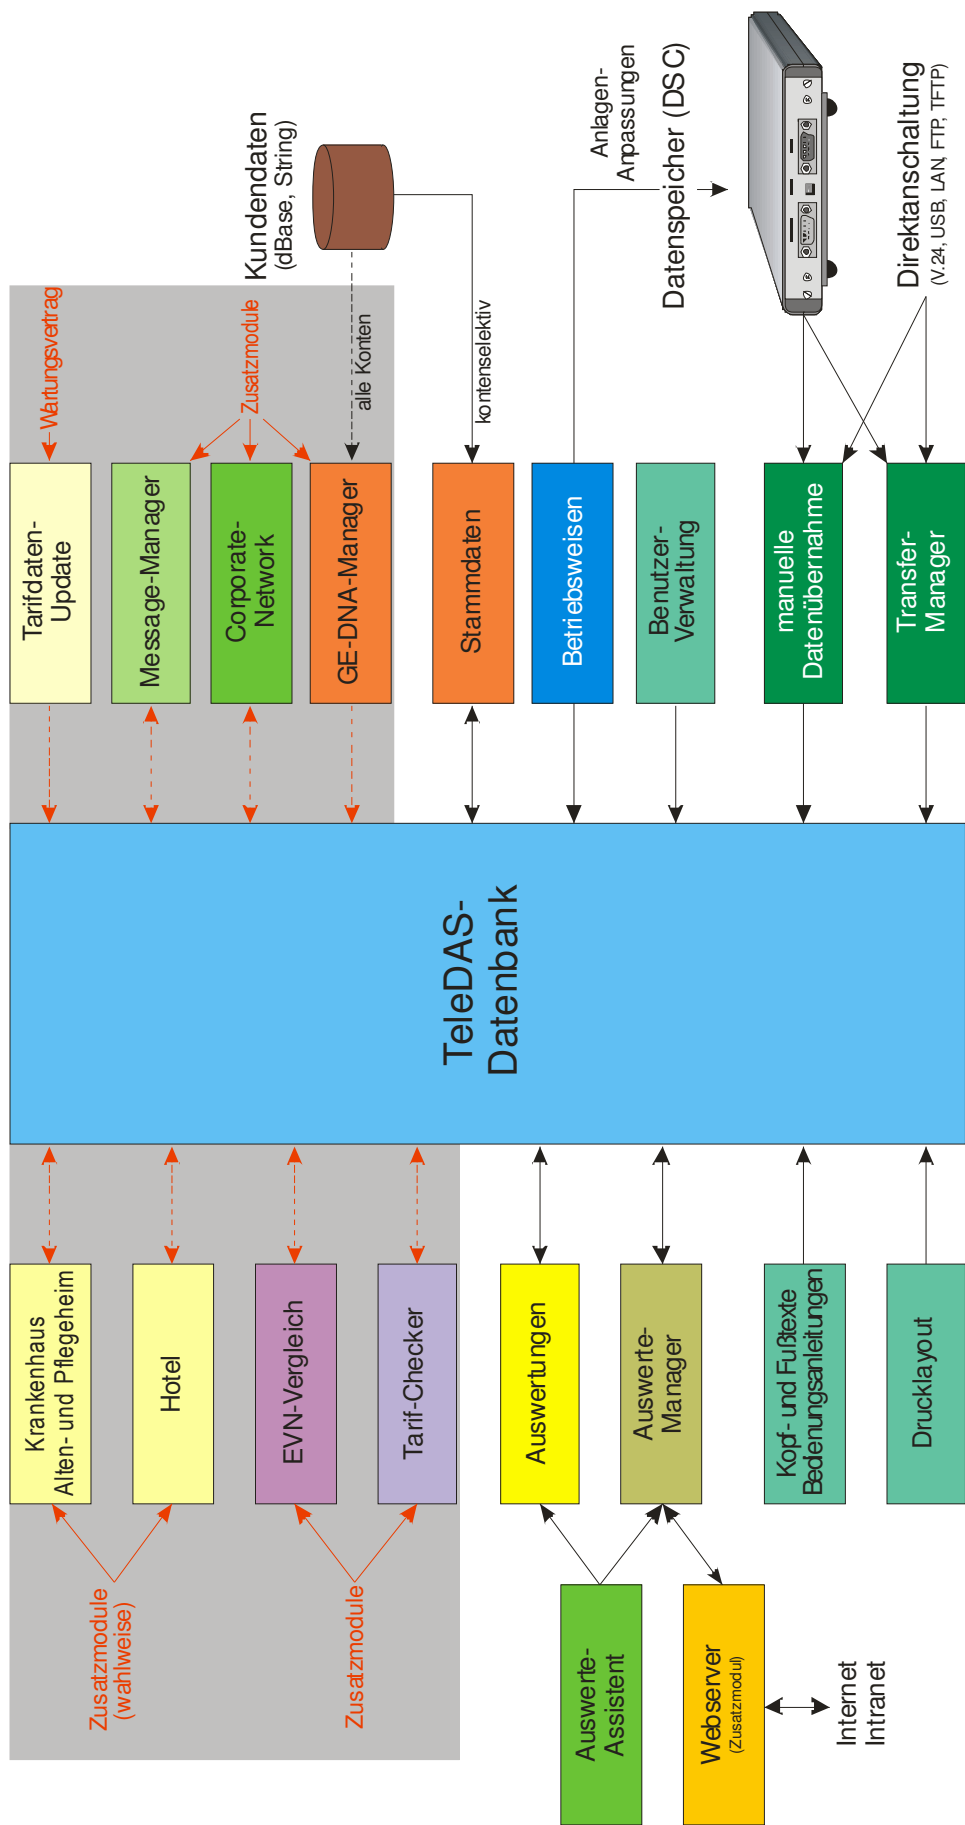 Zusatzmodule
(wahlweise)
Zusatzmodule
Auswerte-
Assistent
Webserver
(Zusatzmodul)
Internet
Intranet
Krankenhaus
Alten- und Pflegeheim
Hotel
EVN-Vergleich
Tarif-Checker
Auswertungen
Auswerte-
Manager
Kopf- und Fußtexte
Bedienungsanleitungen
Drucklayout
TeleDAS-
Datenbank
Tarifdaten-
Update
Message-Manager
Corporate-
Network
GE-DNA-Manager
Stammdaten
Betriebsweisen
Benutzer-
Verwaltung
manuelle
Datenübernahme
Transfer-
Manager
Wartungsvertrag
Zusatzmodule
alle Konten
kontenselektiv
Kundendaten
(dBase, String)
Anlagen-
Anpassungen
Datenspeicher (DSC)
Direktanschaltung
(V.24, USB, LAN, FTP, TFTP)